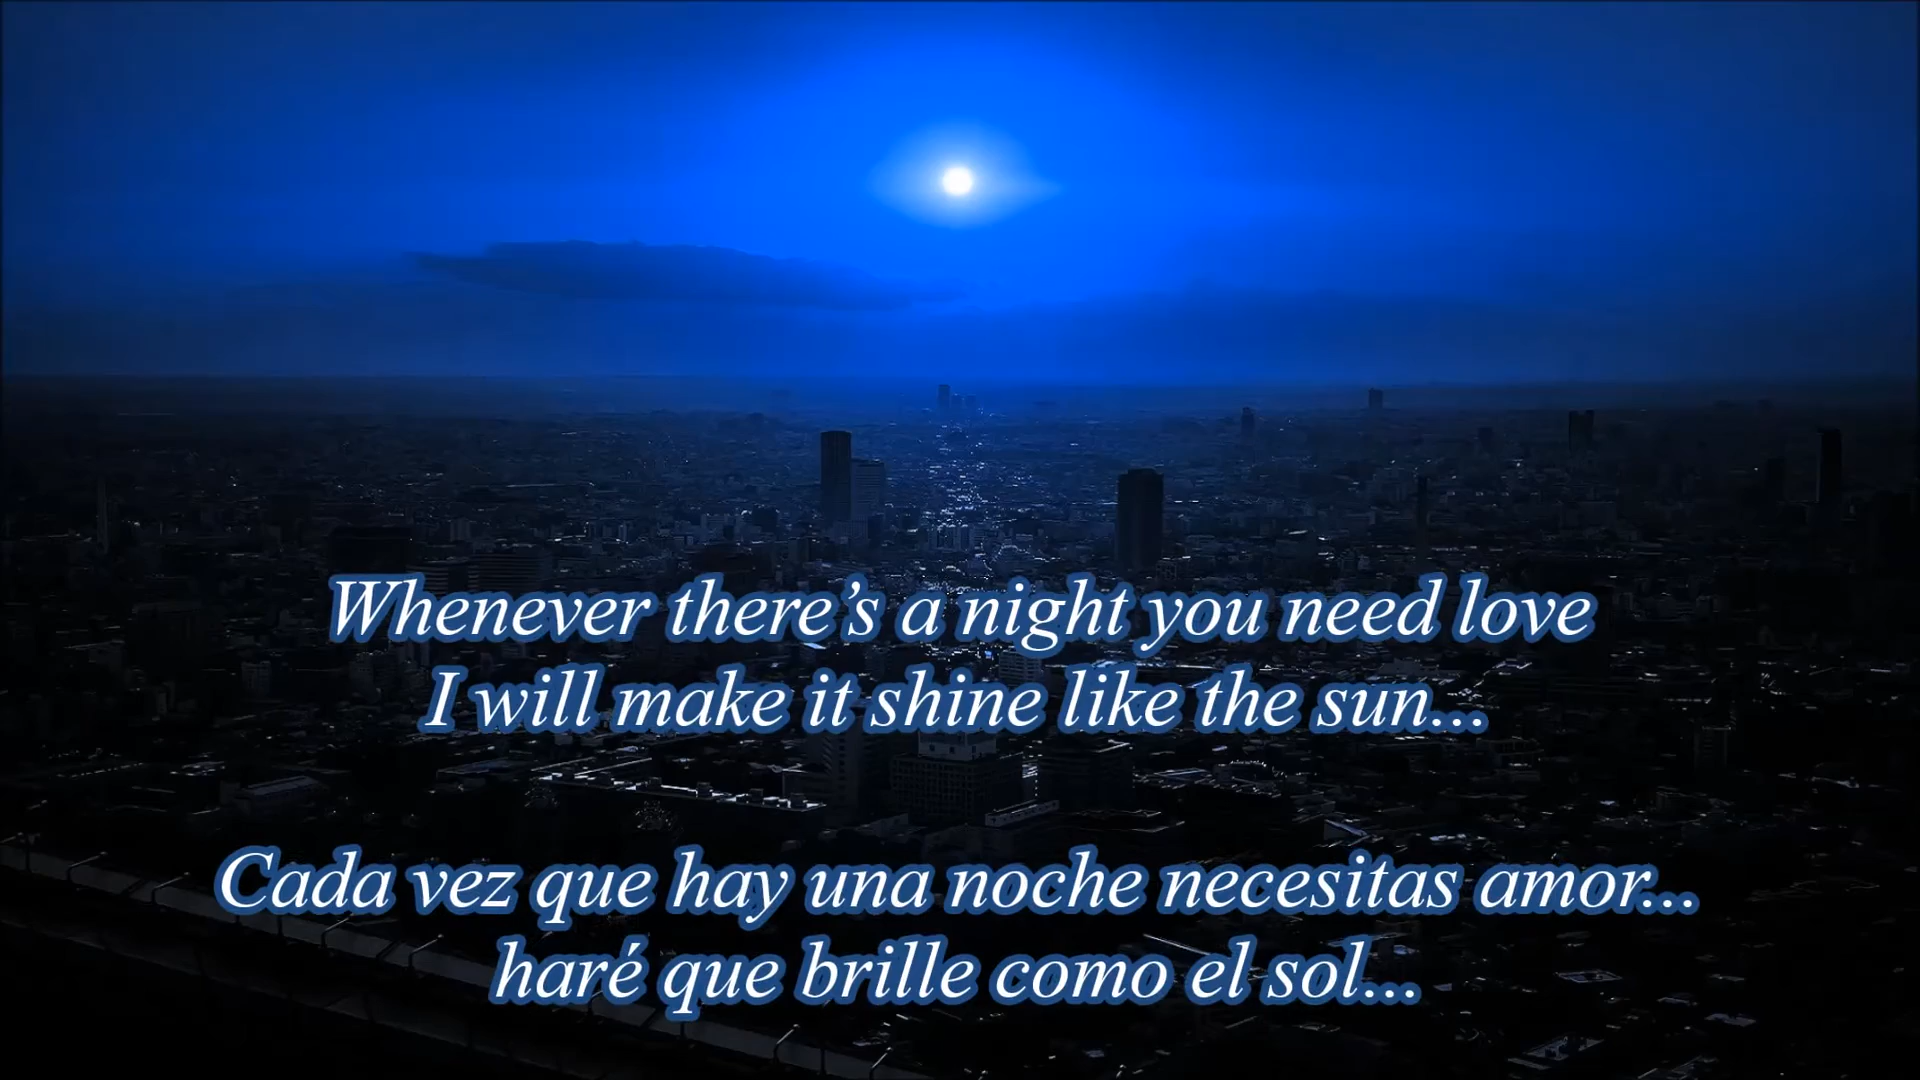 Whenever there’s a night you need love
I will make it shine like the sun...
Cada vez que hay una noche necesitas amor...
haré que brille como el sol...